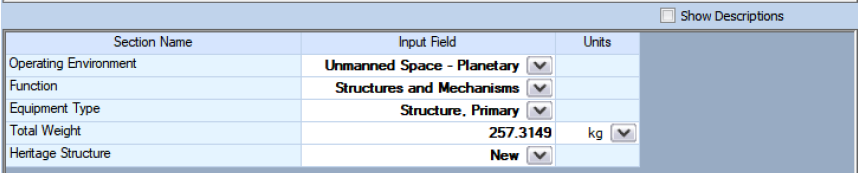 Show Descriptions
Section Name Input Field Units
Operating Environment Unmanned Space - Planetary
Function Structures and Mechanisms
Equipment Type Structure, Primary
Total Weight 257.3149 kg
Heritage Structure New